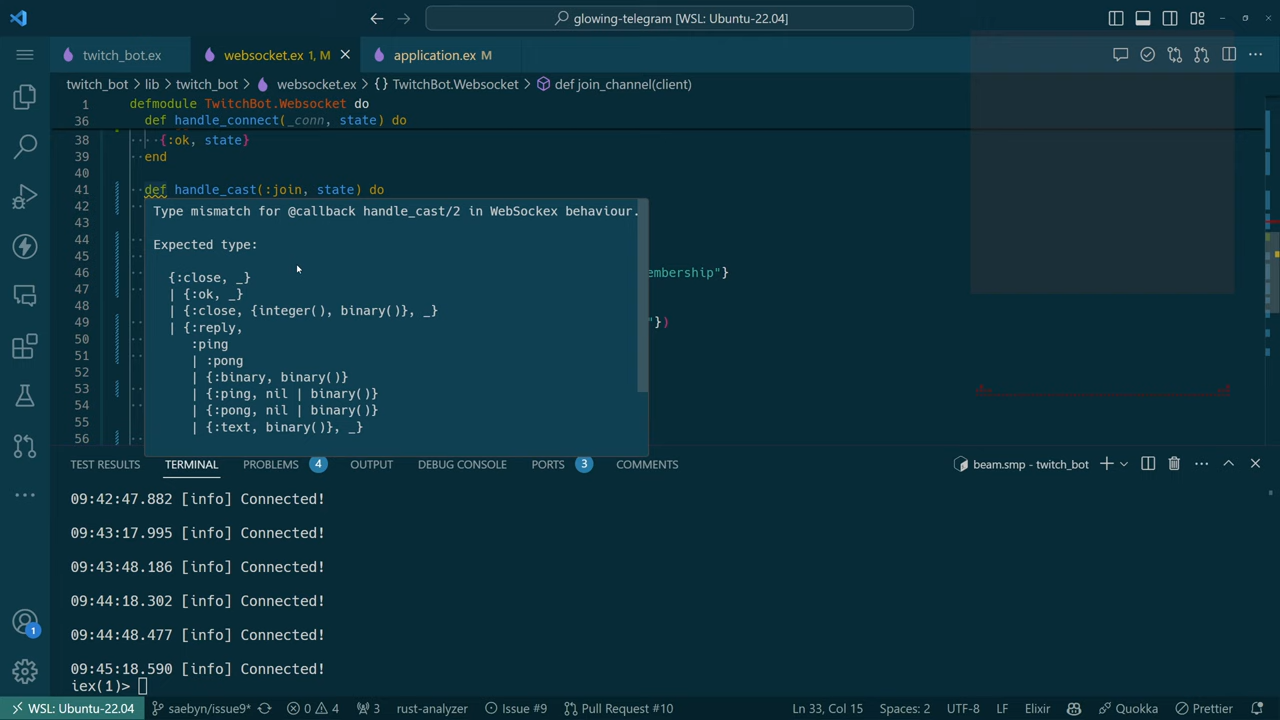 glowing-telegram [WSL: Ubuntu-22.04]
twitch_bot.ex
websocket.ex 1, M
application.ex M
twitch_bot > lib > twitch_bot > websocket.ex > {} TwitchBot.Websocket > def join_channel(client)
1 defmodule TwitchBot.Websocket do
36 def handle_connect(_conn, state) do
38 {:ok, state}
39 end
40
41 def handle_cast(:join, state) do
42
43
44
45
46 embership"}
47
48
49 "})
50
51
52
53
54
55
56
Type mismatch for @callback handle_cast/2 in WebSockex behaviour.
Expected type:
{:close, _}
| {:ok, _}
| {:close, {integer(), binary()}, _}
| {:reply,
:ping
| :pong
| {:binary, binary()}
| {:ping, nil | binary()}
| {:pong, nil | binary()}
| {:text, binary()}, _}
TEST RESULTS TERMINAL PROBLEMS 4 OUTPUT DEBUG CONSOLE PORTS 3 COMMENTS
beam.smp - twitch_bot
09:42:47.882 [info] Connected!
09:43:17.995 [info] Connected!
09:43:48.186 [info] Connected!
09:44:18.302 [info] Connected!
09:44:48.477 [info] Connected!
09:45:18.590 [info] Connected!
iex(1)>
1
WSL: Ubuntu-22.04 saebyn/issue9* 0 4 3 rust-analyzer Issue #9 Pull Request #10 Ln 33, Col 15 Spaces: 2 UTF-8 LF Elixir Quokka Prettier